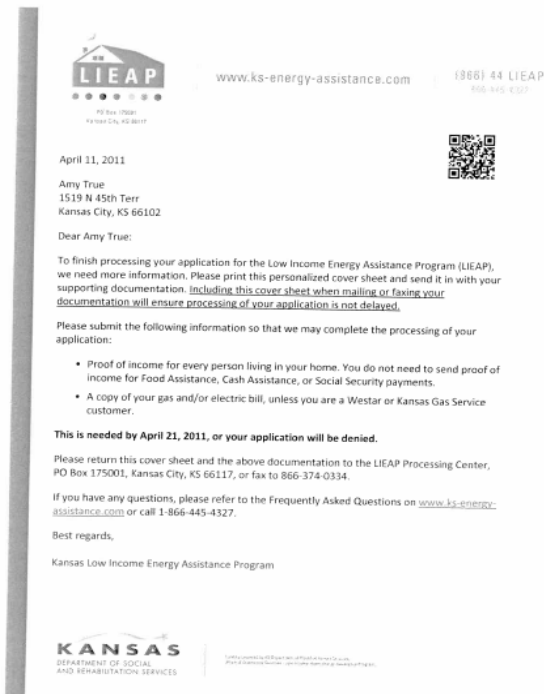 LIEAP
www.ks-energy-assistance.com
(866) 44 LIEAP
866-445-4327
PO Box 175001
Kansas City, KS 66117
April 11, 2011
Amy True
1519 N 45th Terr
Kansas City, KS 66102
Dear Amy True:
To finish processing your application for the Low Income Energy Assistance Program (LIEAP),
we need more information. Please print this personalized cover sheet and send it in with your
supporting documentation. Including this cover sheet when mailing or faxing your
documentation will ensure processing of your application is not delayed.
Please submit the following information so that we may complete the processing of your
application:
• Proof of income for every person living in your home. You do not need to send proof of
income for Food Assistance, Cash Assistance, or Social Security payments.
• A copy of your gas and/or electric bill, unless you are a Westar or Kansas Gas Service
customer.
This is needed by April 21, 2011, or your application will be denied.
Please return this cover sheet and the above documentation to the LIEAP Processing Center,
PO Box 175001, Kansas City, KS 66117, or fax to 866-374-0334.
If you have any questions, please refer to the Frequently Asked Questions on www.ks-energy-
assistance.com or call 1-866-445-4327.
Best regards,
Kansas Low Income Energy Assistance Program
KANSAS
DEPARTMENT OF SOCIAL
AND REHABILITATION SERVICES